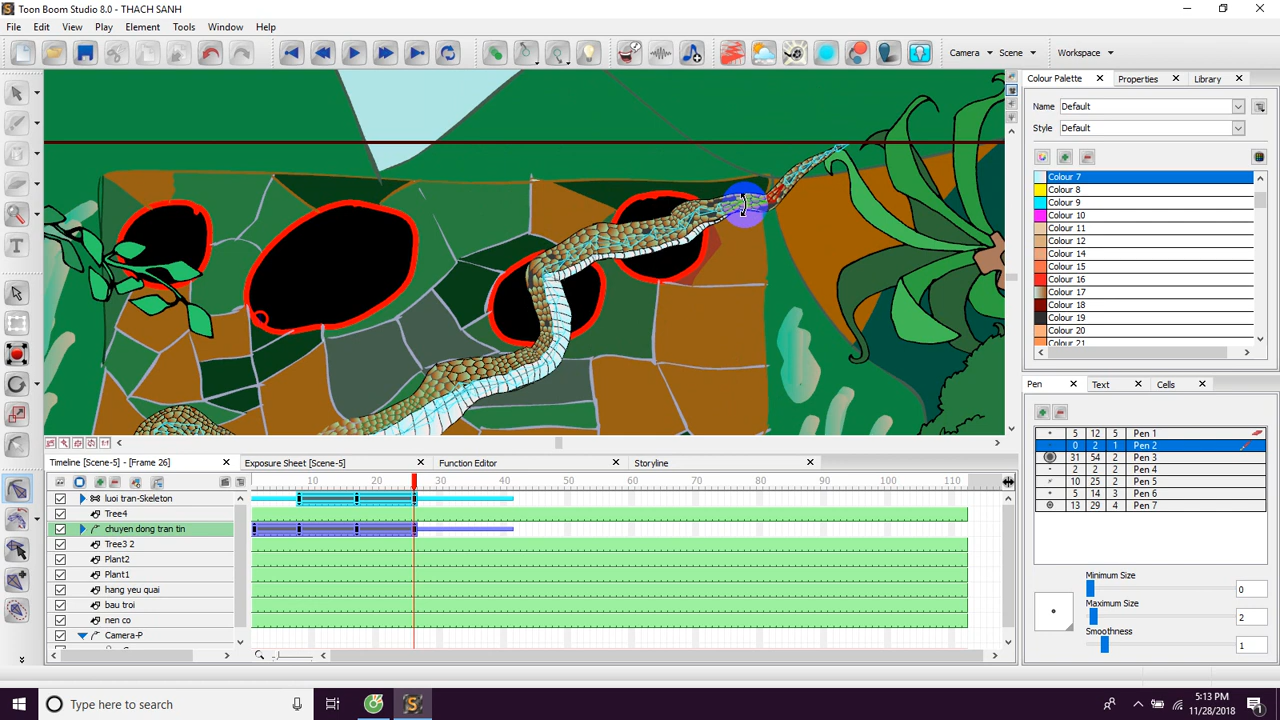 Toon Boom Studio 8.0 - THACH SANH
File Edit View Play Element Tools Window Help
Camera Scene Workspace
Colour Palette Properties Library
Name Default
Style Default
Colour 7
Colour 8
Colour 9
Colour 10
Colour 11
Colour 12
Colour 14
Colour 15
Colour 16
Colour 17
Colour 18
Colour 19
Colour 20
Colour 21
Pen Text Cells
5 12 5 Pen 1
0 2 1 Pen 2
31 54 2 Pen 3
2 2 2 Pen 4
10 25 2 Pen 5
5 14 3 Pen 6
13 29 4 Pen 7
Minimum Size
0
Maximum Size
2
Smoothness
1
Timeline [Scene-5] - [Frame 26] Exposure Sheet [Scene-5] Function Editor Storyline
10 20 30 40 50 60 70 80 90 100 110
luoi tran-Skeleton
Tree4
chuyen dong tran tin
Tree3 2
Plant2
Plant1
hang yeu quai
bau troi
nen co
Camera-P
Type here to search
5:13 PM
11/28/2018